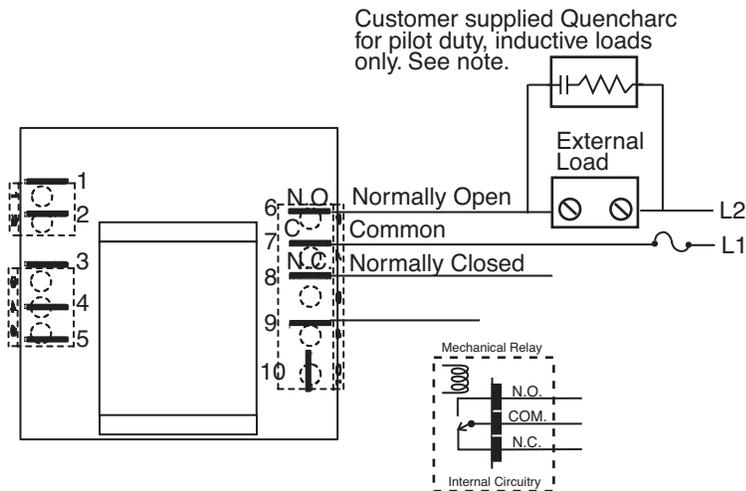 Customer supplied Quencharc
for pilot duty, inductive loads
only. See note.
External
Load
1
2
3
4
5
6
N.O.
Normally Open
L2
7
C
Common
L1
8
N.C.
Normally Closed
9
10
Mechanical Relay
N.O.
COM.
N.C.
Internal Circuitry